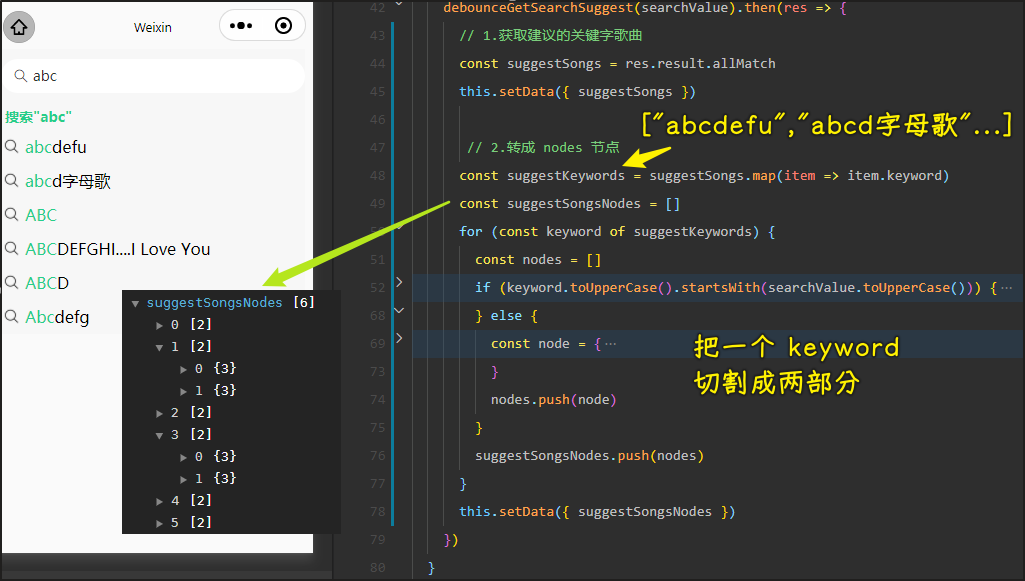 Weixin
abc
搜索"abc"
abcdefu
abcd字母歌
ABC
ABCDEFGHI....I Love You
ABCD
Abcdefg
suggestSongsNodes [6]
0 [2]
1 [2]
0 {3}
1 {3}
2 [2]
3 [2]
0 {3}
1 {3}
4 [2]
5 [2]
42 debounceGetSearchSuggest(searchValue).then(res => {
43 // 1.获取建议的关键字歌曲
44 const suggestSongs = res.result.allMatch
45 this.setData({ suggestSongs })
46
["abcdefu","abcd字母歌"...]
47 // 2.转成 nodes 节点
48 const suggestKeywords = suggestSongs.map(item => item.keyword)
49 const suggestSongsNodes = []
for (const keyword of suggestKeywords) {
51 const nodes = []
52 if (keyword.toUpperCase().startsWith(searchValue.toUpperCase())) {···
68 } else {
69 const node = {···
把一个 keyword
切割成两部分
73 }
74 nodes.push(node)
75 }
76 suggestSongsNodes.push(nodes)
77 }
78 this.setData({ suggestSongsNodes })
79 })
80 }